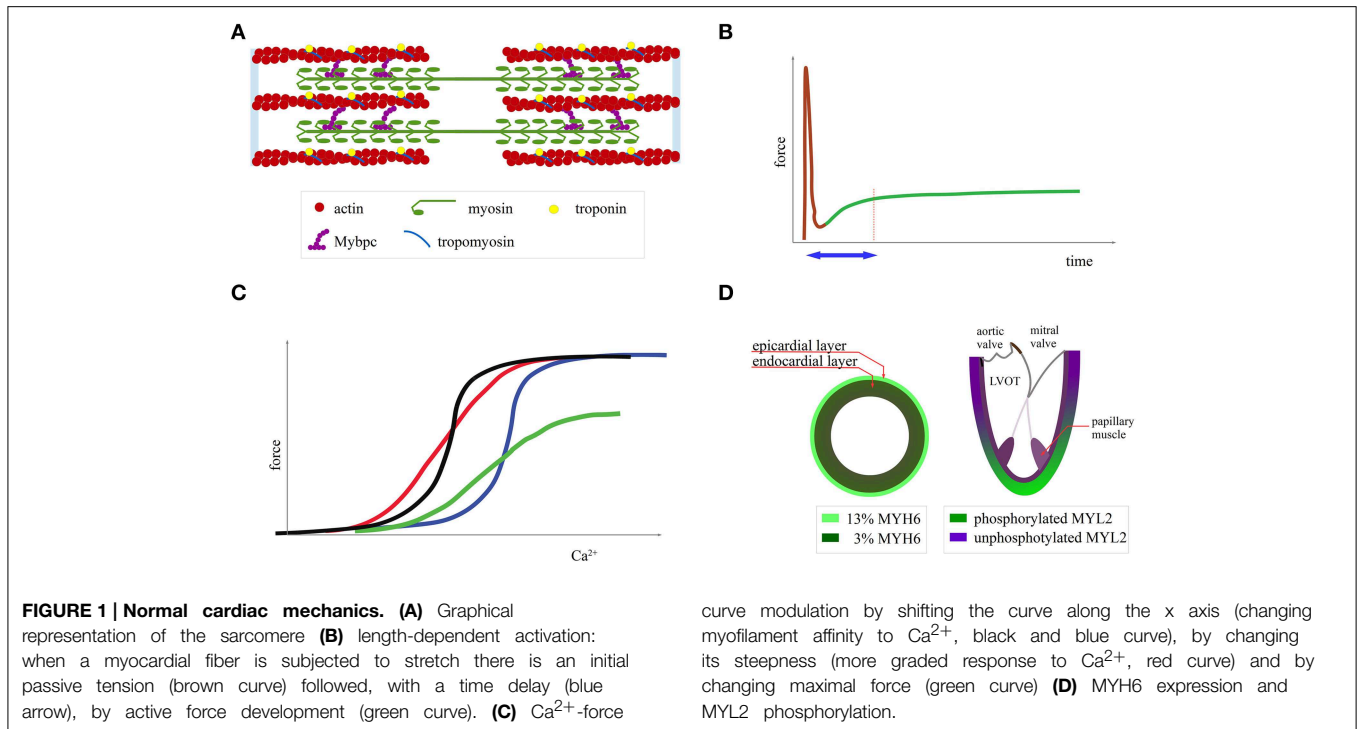 A
actin
myosin
troponin
Mybpc
tropomyosin
B
force
time
C
force
Ca²⁺
D
epicardial layer
endocardial layer
aortic
valve
mitral
valve
LVOT
papillary
muscle
13% MYH6
3% MYH6
phosphorylated MYL2
unphosphotylated MYL2
FIGURE 1 | Normal cardiac mechanics. (A) Graphical
representation of the sarcomere (B) length-dependent activation:
when a myocardial fiber is subjected to stretch there is an initial
passive tension (brown curve) followed, with a time delay (blue
arrow), by active force development (green curve). (C) Ca²⁺-force
curve modulation by shifting the curve along the x axis (changing
myofilament affinity to Ca²⁺, black and blue curve), by changing
its steepness (more graded response to Ca²⁺, red curve) and by
changing maximal force (green curve) (D) MYH6 expression and
MYL2 phosphorylation.